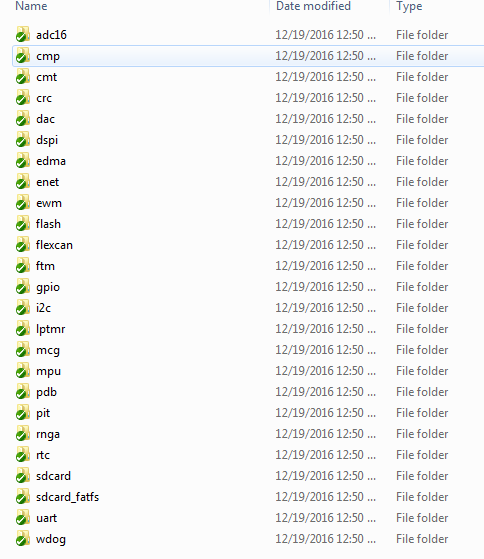 Name Date modified Type
adc16 12/19/2016 12:50 ... File folder
cmp 12/19/2016 12:50 ... File folder
cmt 12/19/2016 12:50 ... File folder
crc 12/19/2016 12:50 ... File folder
dac 12/19/2016 12:50 ... File folder
dspi 12/19/2016 12:50 ... File folder
edma 12/19/2016 12:50 ... File folder
enet 12/19/2016 12:50 ... File folder
ewm 12/19/2016 12:50 ... File folder
flash 12/19/2016 12:50 ... File folder
flexcan 12/19/2016 12:50 ... File folder
ftm 12/19/2016 12:50 ... File folder
gpio 12/19/2016 12:50 ... File folder
i2c 12/19/2016 12:50 ... File folder
lptmr 12/19/2016 12:50 ... File folder
mcg 12/19/2016 12:50 ... File folder
mpu 12/19/2016 12:50 ... File folder
pdb 12/19/2016 12:50 ... File folder
pit 12/19/2016 12:50 ... File folder
rnga 12/19/2016 12:50 ... File folder
rtc 12/19/2016 12:50 ... File folder
sdcard 12/19/2016 12:50 ... File folder
sdcard_fatfs 12/19/2016 12:50 ... File folder
uart 12/19/2016 12:50 ... File folder
wdog 12/19/2016 12:50 ... File folder